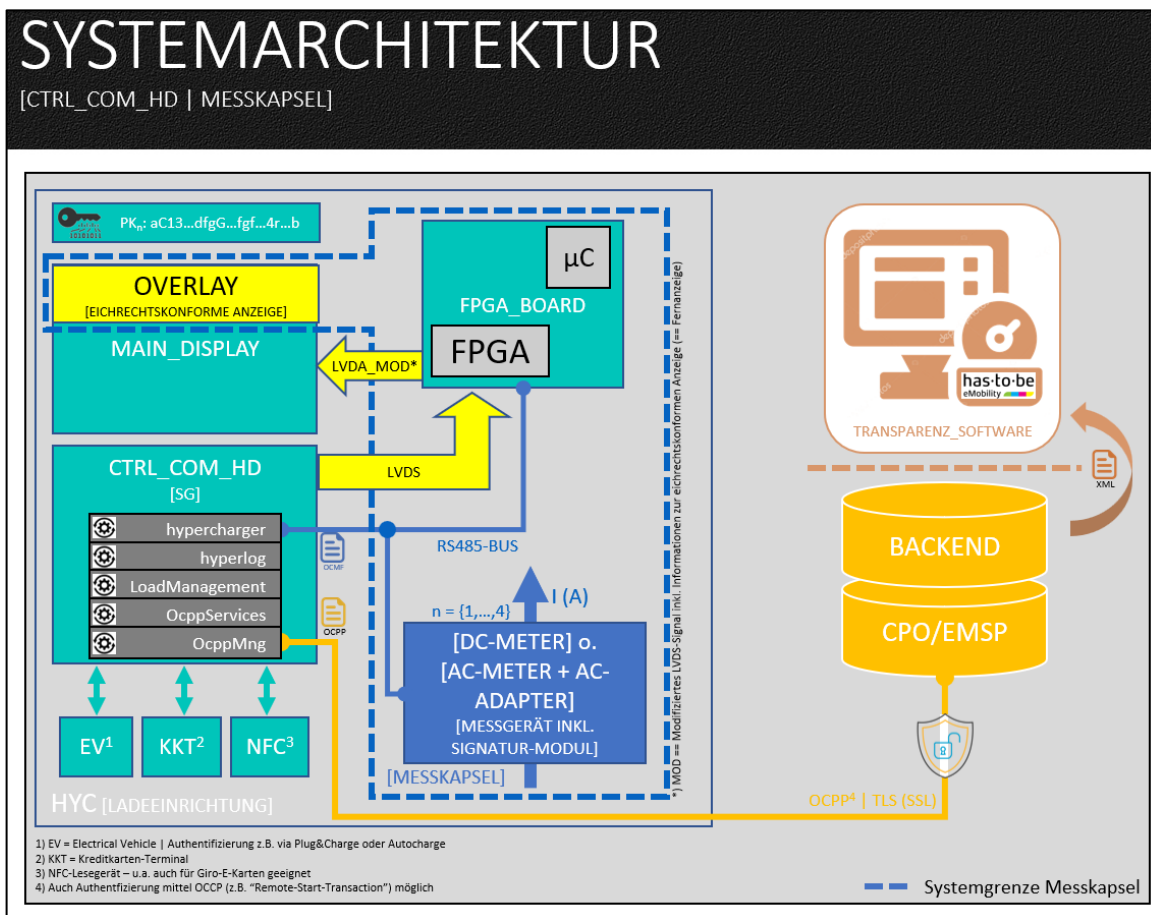 SYSTEMARCHITEKTUR
[CTRL_COM_HD | MESSKAPSEL]
PKn: aC13...dfgG...fgf...4r...b
10101011
OVERLAY
[EICHRECHTSKONFORME ANZEIGE]
MAIN_DISPLAY
µC
FPGA_BOARD
FPGA
LVDA_MOD*
LVDS
CTRL_COM_HD
[SG]
hypercharger
hyperlog
LoadManagement
OcppServices
OcppMng
OCMF
OCPP
RS485-BUS
I (A)
n = {1,...,4}
[DC-METER] o.
[AC-METER + AC-
ADAPTER]
[MESSGERÄT INKL.
SIGNATUR-MODUL]
[MESSKAPSEL]
EV1
KKT2
NFC3
HYC [LADEEINRICHTUNG]
*) MOD == Modifiziertes LVDS-Signal inkl. Informationen zur eichrechtskonformen Anzeige (== Fernanzeige)
has·to·be
eMobility
TRANSPARENZ_SOFTWARE
XML
BACKEND
CPO/EMSP
OCPP4 | TLS (SSL)
1) EV = Electrical Vehicle | Authentifizierung z.B. via Plug&Charge oder Autocharge
2) KKT = Kreditkarten-Terminal
3) NFC-Lesegerät – u.a. auch für Giro-E-Karten geeignet
4) Auch Authentfizierung mittel OCCP (z.B. “Remote-Start-Transaction”) möglich
Systemgrenze Messkapsel